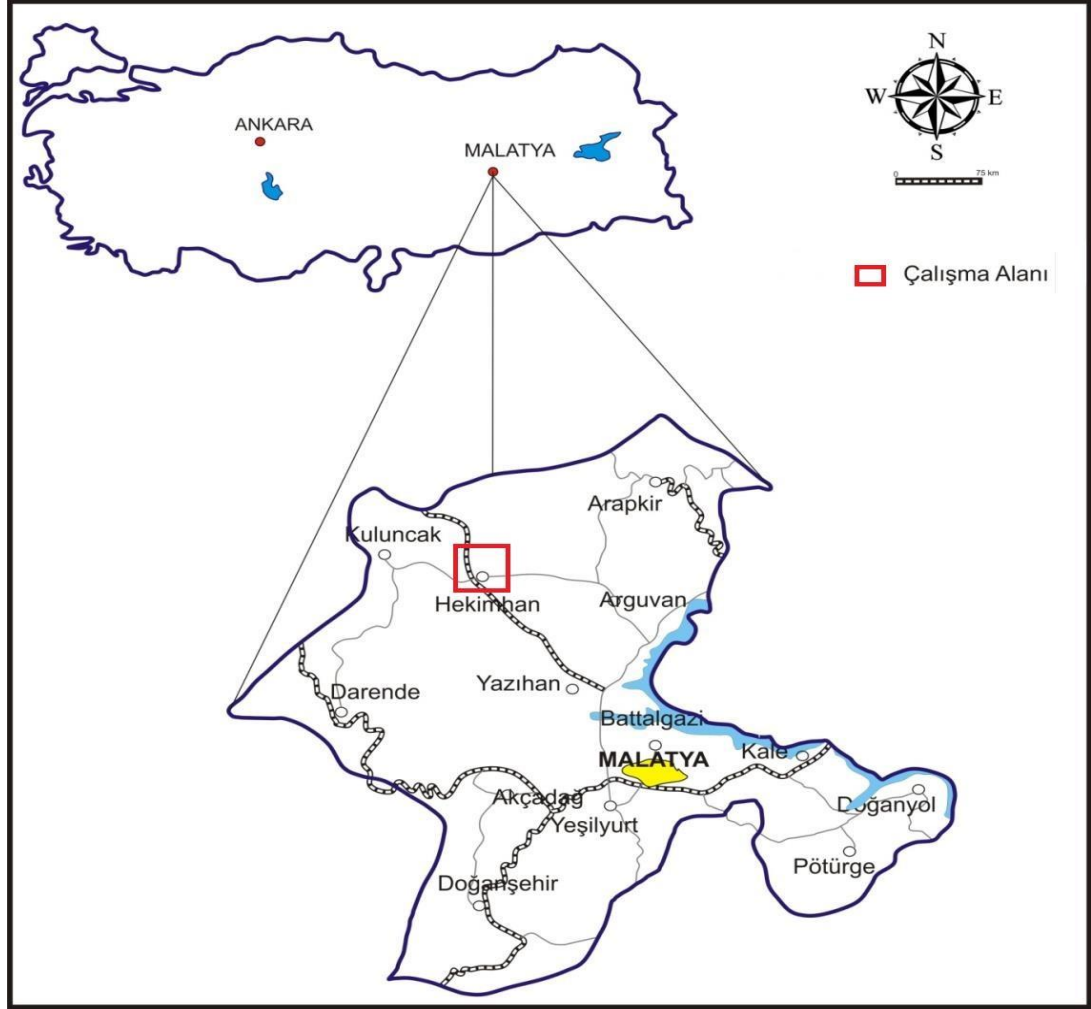 N
W
E
S
0
75 km
ANKARA
MALATYA
Çalışma Alanı
Arapkir
Kuluncak
Hekimhan
Arguvan
Darende
Yazıhan
Battalgazi
MALATYA
Kale
Akçadağ
Doğanyol
Yeşilyurt
Pötürge
Doğanşehir